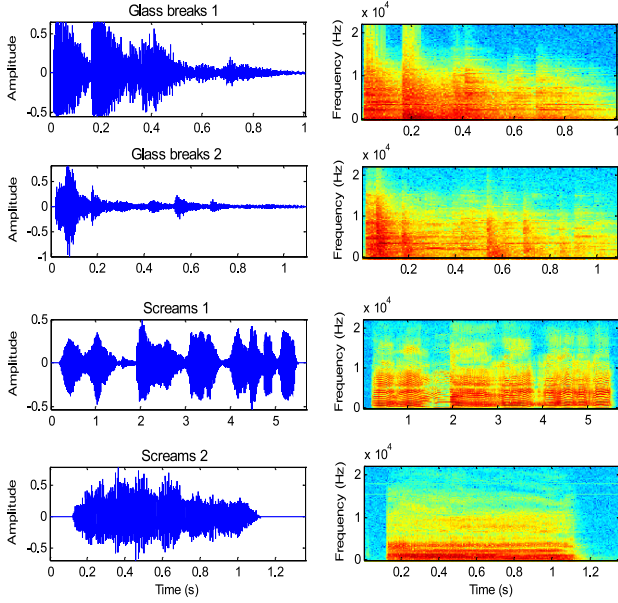 Glass breaks 1
Amplitude
0.5
0
-0.5
0 0.2 0.4 0.6 0.8 1
x 10^4
Frequency (Hz)
2
1
0
0.2 0.4 0.6 0.8 1
Glass breaks 2
Amplitude
0.5
0
-0.5
-1
0 0.2 0.4 0.6 0.8 1
x 10^4
Frequency (Hz)
2
1
0
0.2 0.4 0.6 0.8 1
Screams 1
Amplitude
0.5
0
-0.5
0 1 2 3 4 5
x 10^4
Frequency (Hz)
2
1
0
1 2 3 4 5
Screams 2
Amplitude
0.5
0
-0.5
0 0.2 0.4 0.6 0.8 1 1.2
Time (s)
x 10^4
Frequency (Hz)
2
1
0
0.2 0.4 0.6 0.8 1 1.2
Time (s)